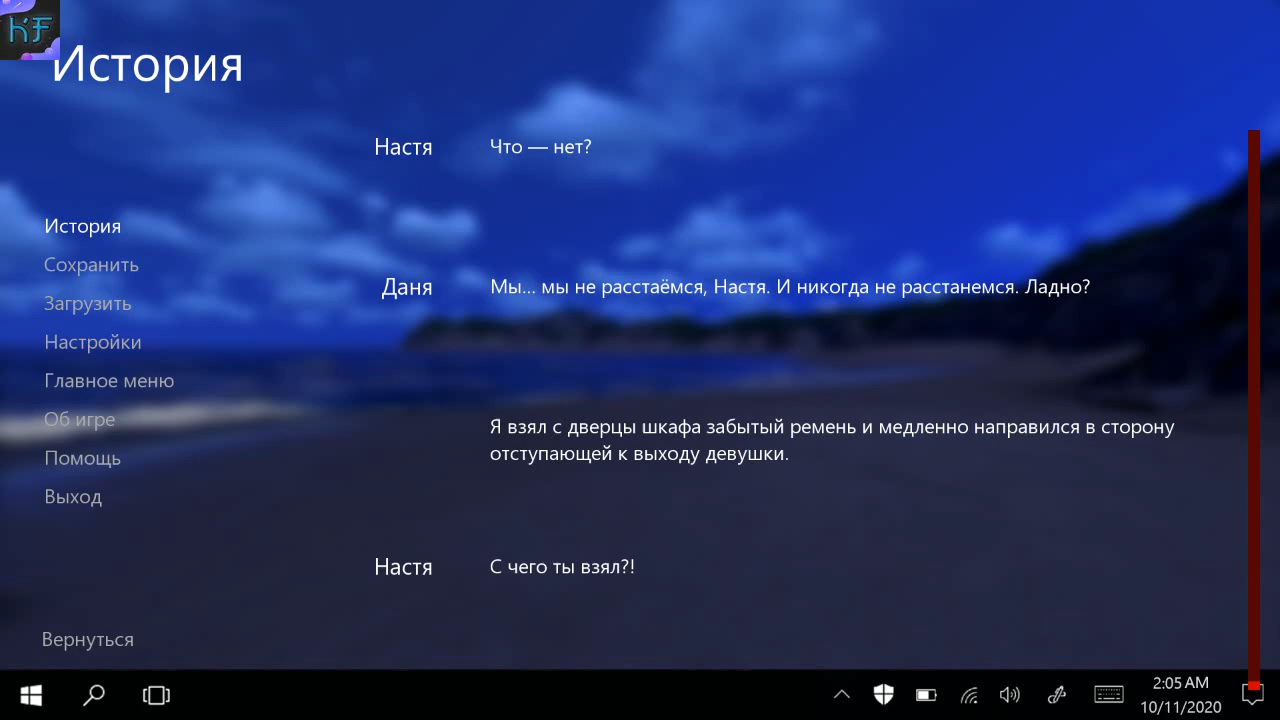 KF
История
Настя
Что — нет?
История
Сохранить
Загрузить
Настройки
Главное меню
Об игре
Помощь
Выход
Даня
Мы... мы не расстаёмся, Настя. И никогда не расстанемся. Ладно?
Я взял с дверцы шкафа забытый ремень и медленно направился в сторону
отступающей к выходу девушки.
Настя
С чего ты взял?!
Вернуться
2:05 AM
10/11/2020